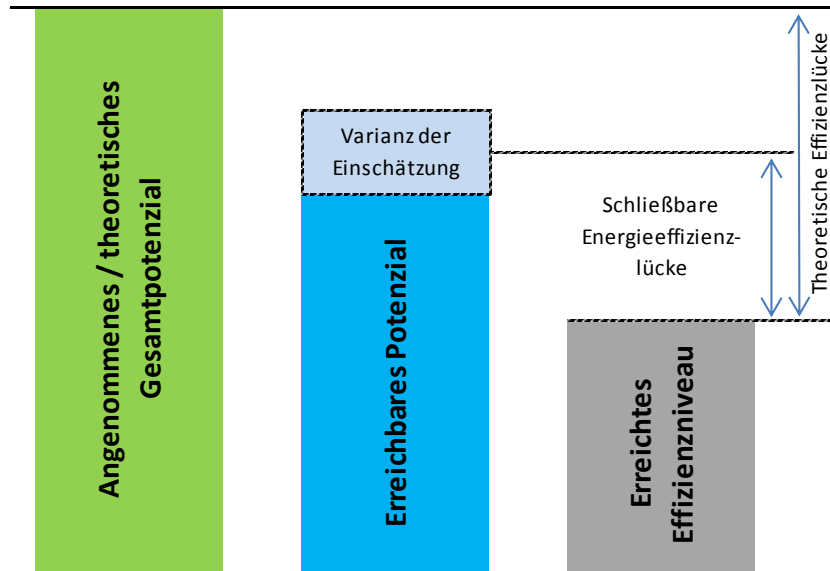 Angenommenes / theoretisches
Gesamtpotenzial
Varianz der
Einschätzung
Erreichbares Potenzial
Schließbare
Energieeffizienz-
lücke
Erreichtes
Effizienzniveau
Theoretische Effizienzlücke